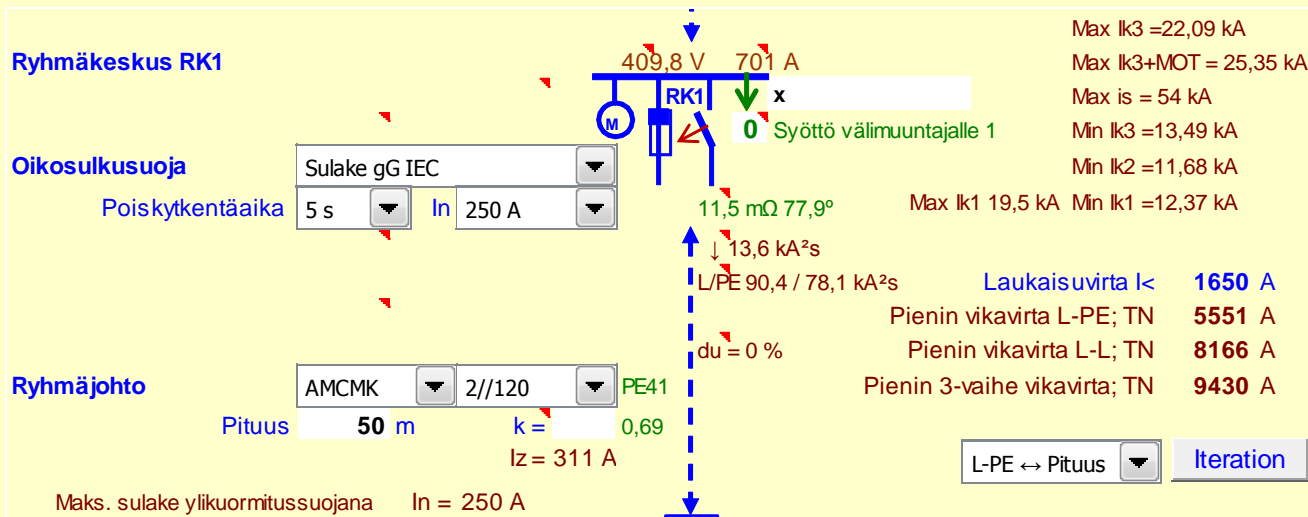 Max Ik3 =22,09 kA
Ryhmäkeskus RK1 409,8 V 701 A Max Ik3+MOT = 25,35 kA
RK1 x Max is = 54 kA
M 0 Syöttö välimuuntajalle 1 Min Ik3 =13,49 kA
Oikosulkusuoja Sulake gG IEC Min Ik2 =11,68 kA
Poiskytkentäaika 5 s In 250 A 11,5 mΩ 77,9º Max Ik1 19,5 kA Min Ik1 =12,37 kA
↓ 13,6 kA²s
L/PE 90,4 / 78,1 kA²s Laukaisuvirta I< 1650 A
Pienin vikavirta L-PE; TN 5551 A
du = 0 % Pienin vikavirta L-L; TN 8166 A
Ryhmäjohto AMCMK 2//120 PE41 Pienin 3-vaihe vikavirta; TN 9430 A
Pituus 50 m k = 0,69
Iz = 311 A L-PE ↔ Pituus Iteration
Maks. sulake ylikuormitussuojana In = 250 A